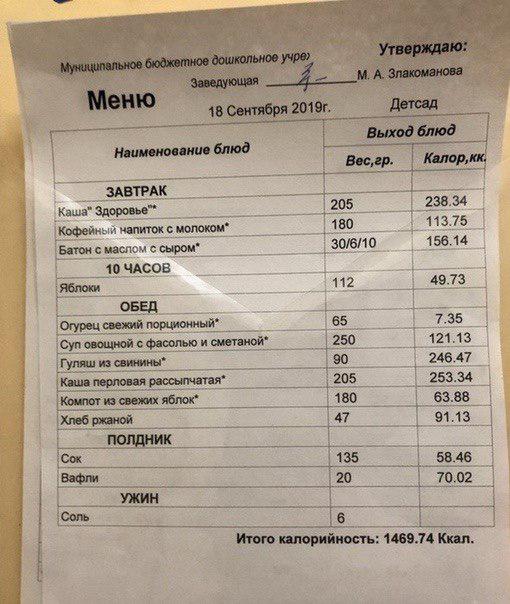 Утверждаю:
Муниципальное бюджетное дошкольное учре
Заведующая М. А. Злакоманова
Меню 18 Сентября 2019г. Детсад
Наименование блюд Выход блюд
Вес,гр. Калор,кк.
ЗАВТРАК
Каша" Здоровье"* 205 238.34
Кофейный напиток с молоком* 180 113.75
Батон с маслом с сыром* 30/6/10 156.14
10 ЧАСОВ
Яблоки 112 49.73
ОБЕД
Огурец свежий порционный* 65 7.35
Суп овощной с фасолью и сметаной* 250 121.13
Гуляш из свинины* 90 246.47
Каша перловая рассыпчатая* 205 253.34
Компот из свежих яблок* 180 63.88
Хлеб ржаной 47 91.13
ПОЛДНИК
Сок 135 58.46
Вафли 20 70.02
УЖИН
Соль 6
Итого калорийность: 1469.74 Ккал.